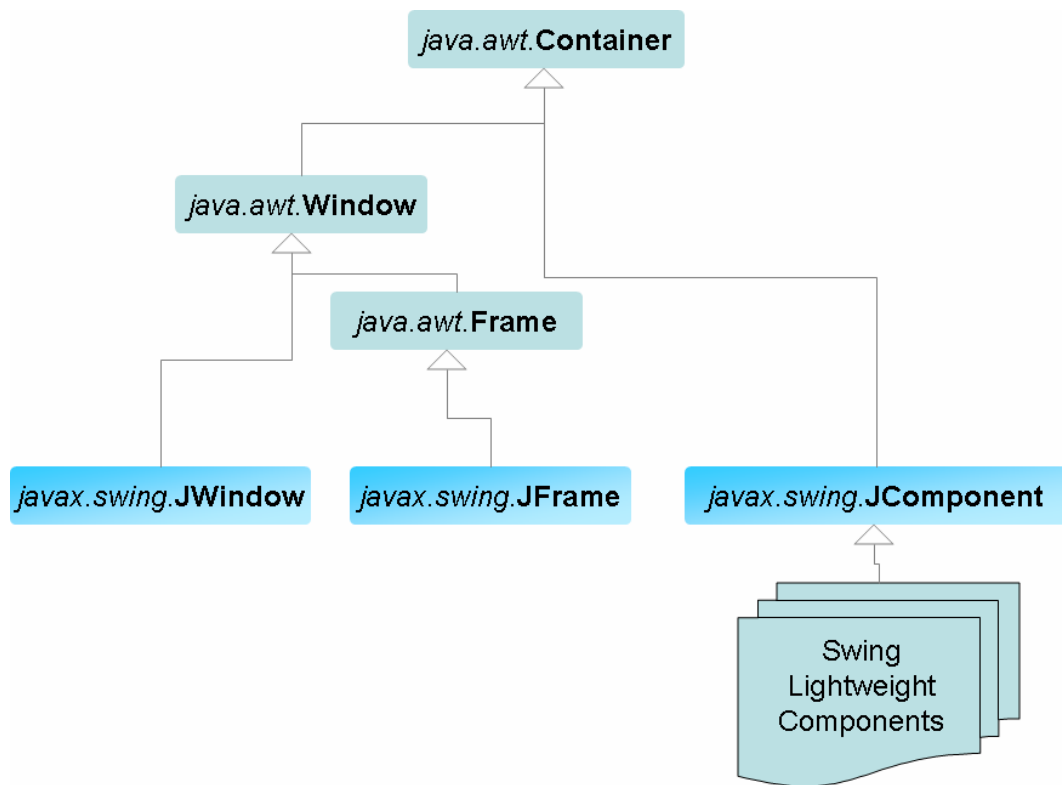 java.awt.Container
java.awt.Window
java.awt.Frame
javax.swing.JWindow
javax.swing.JFrame
javax.swing.JComponent
Swing
Lightweight
Components